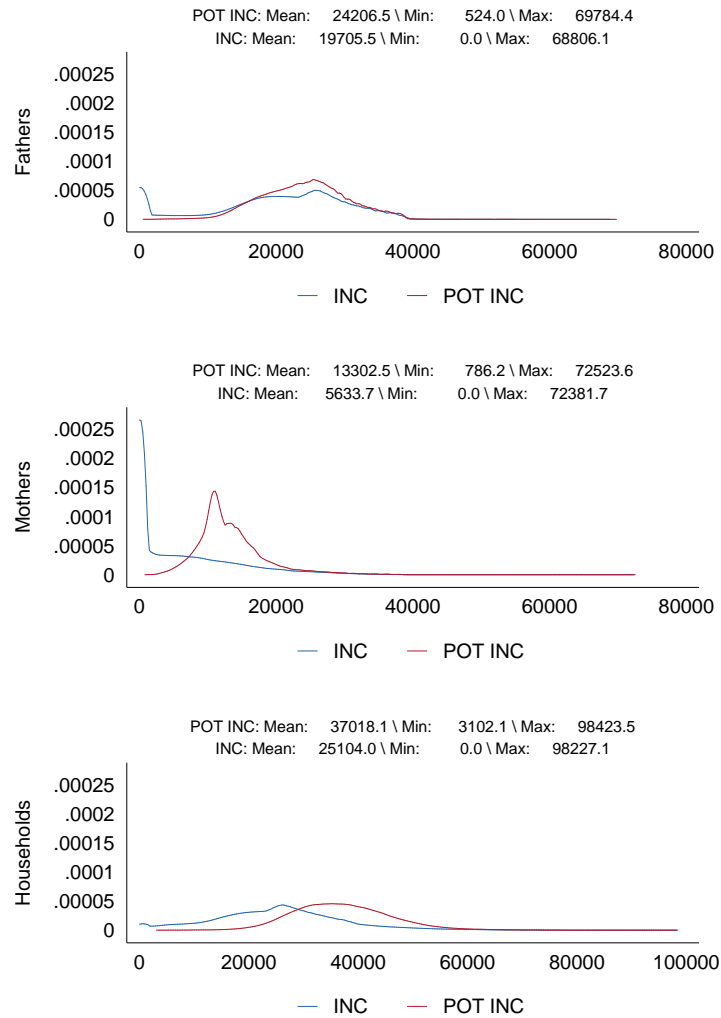 POT INC: Mean: 24206.5 \ Min: 524.0 \ Max: 69784.4
INC: Mean: 19705.5 \ Min: 0.0 \ Max: 68806.1
Fathers
.00025
.0002
.00015
.0001
.00005
0
0 20000 40000 60000 80000
INC POT INC
POT INC: Mean: 13302.5 \ Min: 786.2 \ Max: 72523.6
INC: Mean: 5633.7 \ Min: 0.0 \ Max: 72381.7
Mothers
.00025
.0002
.00015
.0001
.00005
0
0 20000 40000 60000 80000
INC POT INC
POT INC: Mean: 37018.1 \ Min: 3102.1 \ Max: 98423.5
INC: Mean: 25104.0 \ Min: 0.0 \ Max: 98227.1
Households
.00025
.0002
.00015
.0001
.00005
0
0 20000 40000 60000 80000 100000
INC POT INC